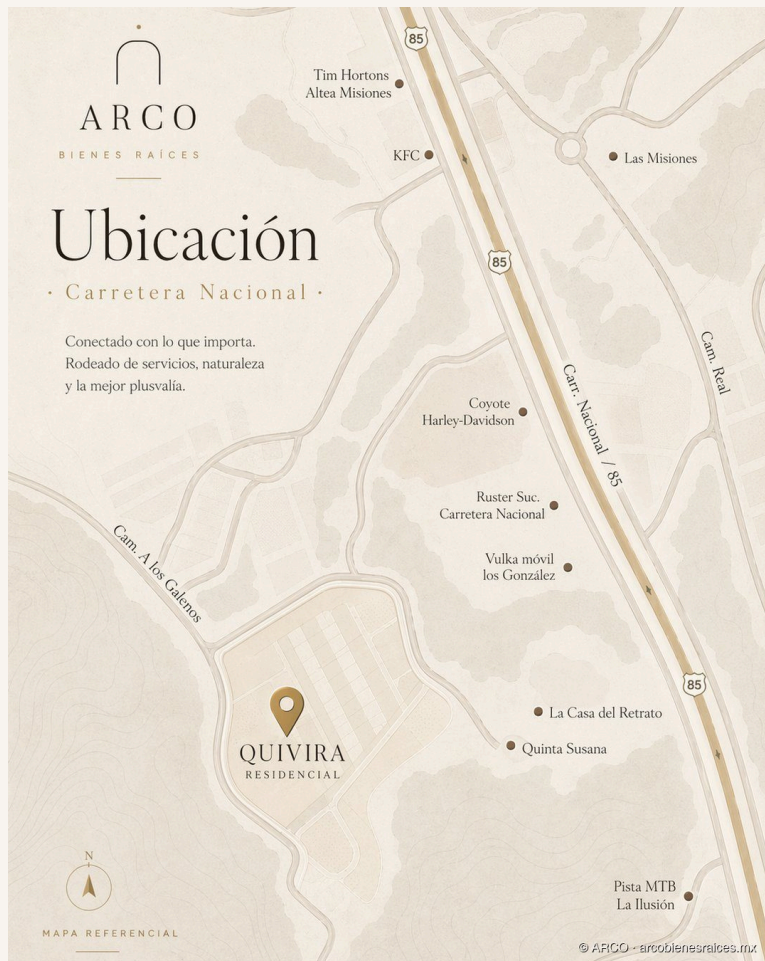 ARCO
BIENES RAÍCES
Ubicación
· Carretera Nacional ·
Conectado con lo que importa.
Rodeado de servicios, naturaleza
y la mejor plusvalía.
85
Tim Hortons
Altea Misiones
KFC
Las Misiones
85
Cam. Real
Carr. Nacional / 85
Coyote
Harley-Davidson
Ruster Suc.
Carretera Nacional
Vulka móvil
los González
Cam. A los Galenos
85
La Casa del Retrato
Quinta Susana
QUIVIRA
RESIDENCIAL
Pista MTB
La Ilusión
N
MAPA REFERENCIAL
© ARCO · arcobienesraices.mx